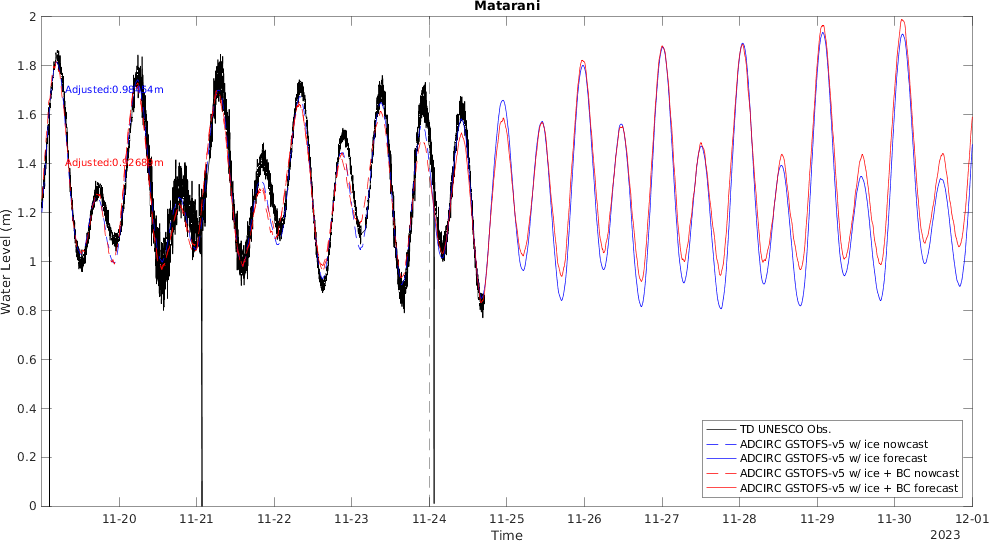 Matarani
2
1.8
1.6
1.4
1.2
1
0.8
0.6
0.4
0.2
0
Water Level (m)
Adjusted:0.98464m
TD UNESCO Obs.
ADCIRC GSTOFS-v5 w/ ice nowcast
ADCIRC GSTOFS-v5 w/ ice forecast
ADCIRC GSTOFS-v5 w/ ice + BC nowcast
ADCIRC GSTOFS-v5 w/ ice + BC forecast
11-20
11-21
11-22
11-23
11-24
11-25
11-26
11-27
11-28
11-29
11-30
12-01
Time
2023